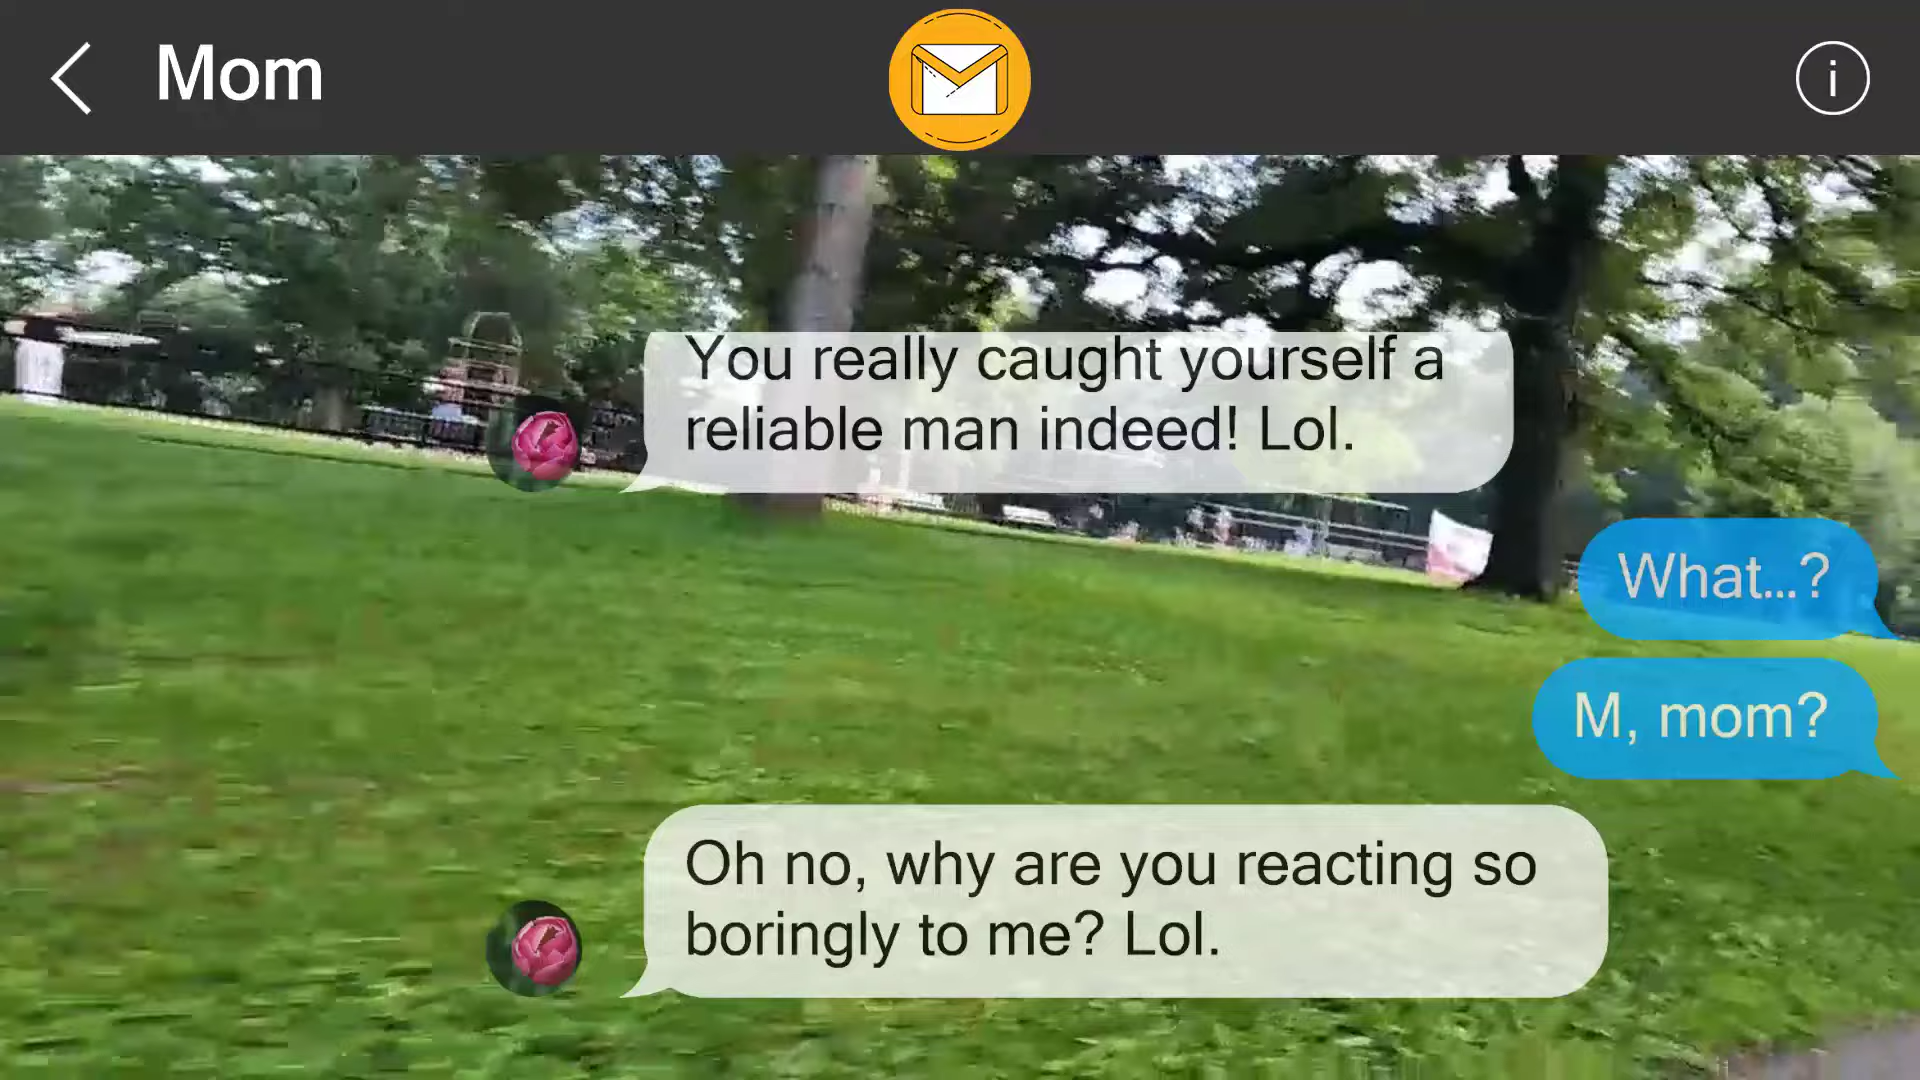 Mom
i
You really caught yourself a
reliable man indeed! Lol.
What...?
M, mom?
Oh no, why are you reacting so
boringly to me? Lol.